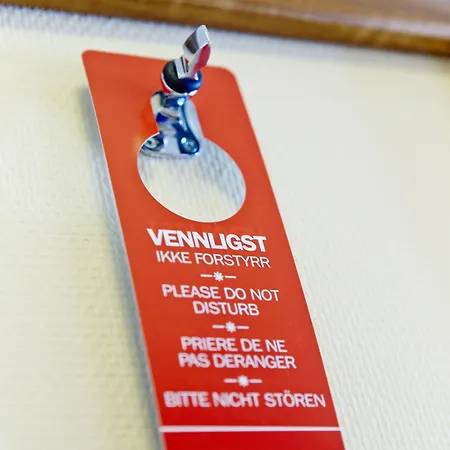 VENNLIGST
IKKE FORSTYRR
PLEASE DO NOT
DISTURB
PRIERE DE NE
PAS DERANGER
BITTE NICHT STÖREN